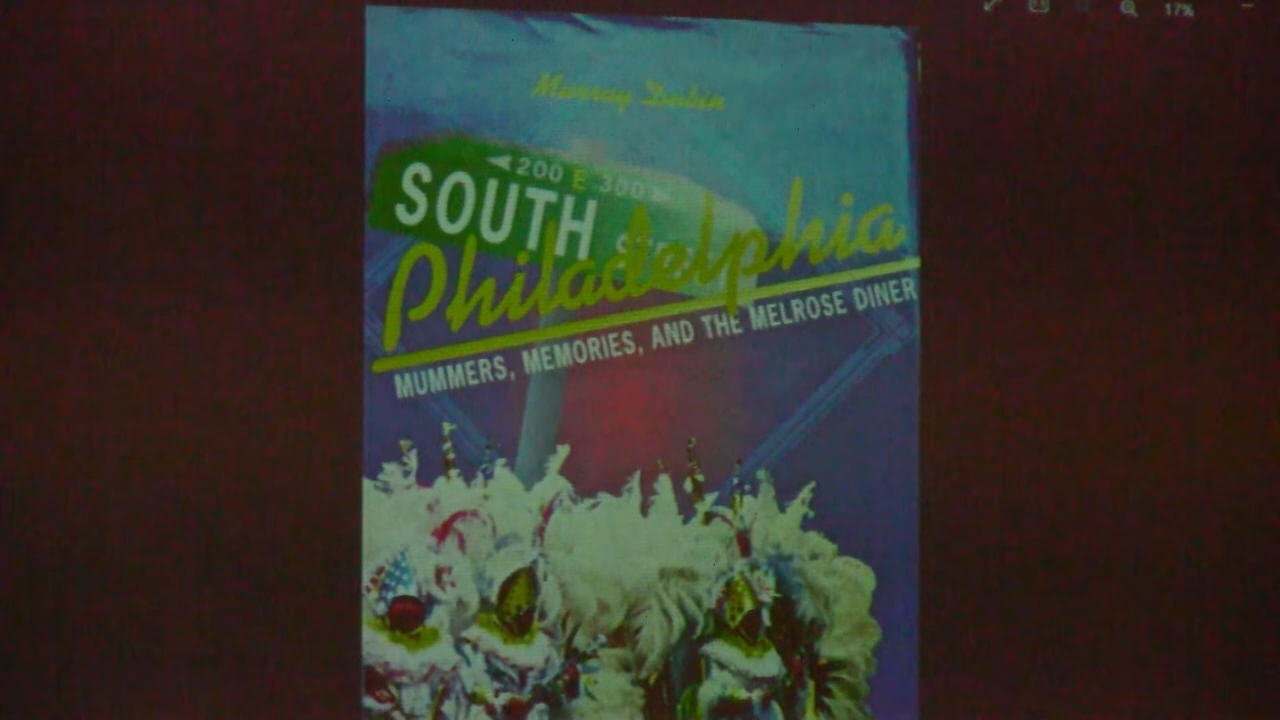 17%
Murray Dubin
◄200 E 300
SOUTH
Philadelphia
MUMMERS, MEMORIES, AND THE MELROSE DINER